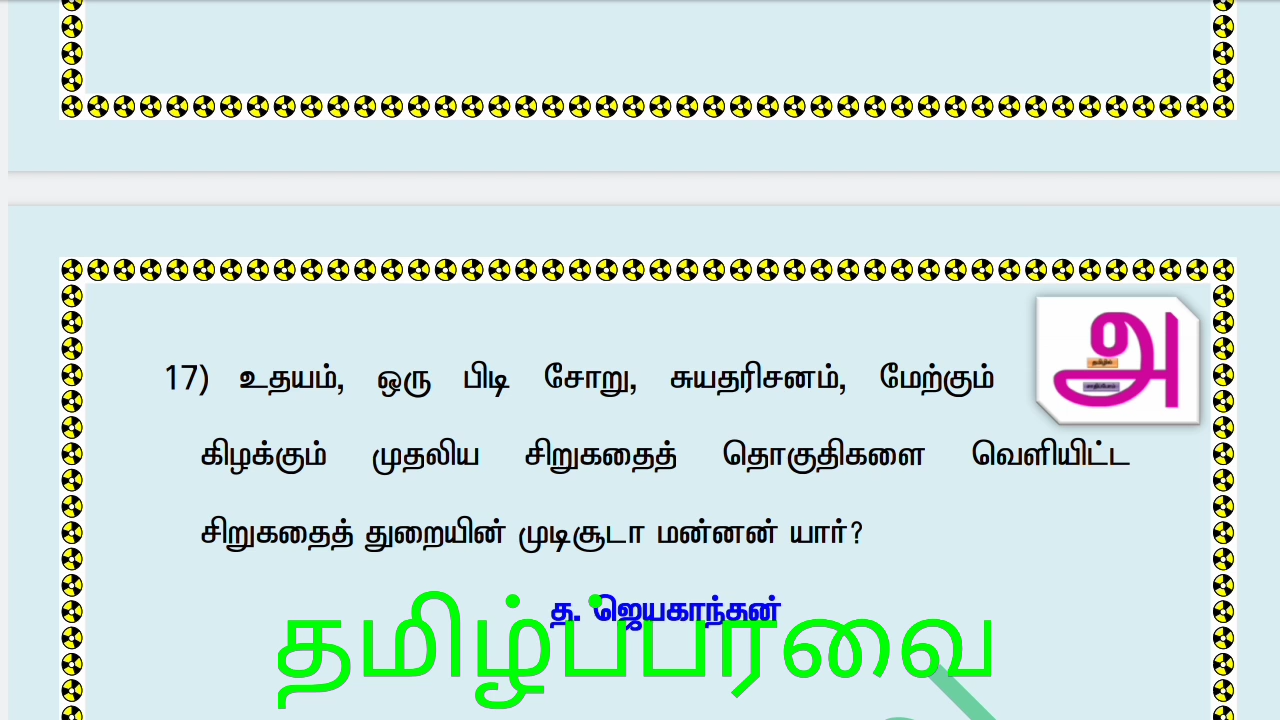 17) உதயம், ஒரு பிடி சோறு, சுயதரிசனம், மேற்கும்
கிழக்கும் முதலிய சிறுகதைத் தொகுதிகளை வெளியிட்ட
சிறுகதைத் துறையின் முடிசூடா மன்னன் யார்?
த. ஜெயகாந்தன்
தமிழ்ப்பரவை
அ